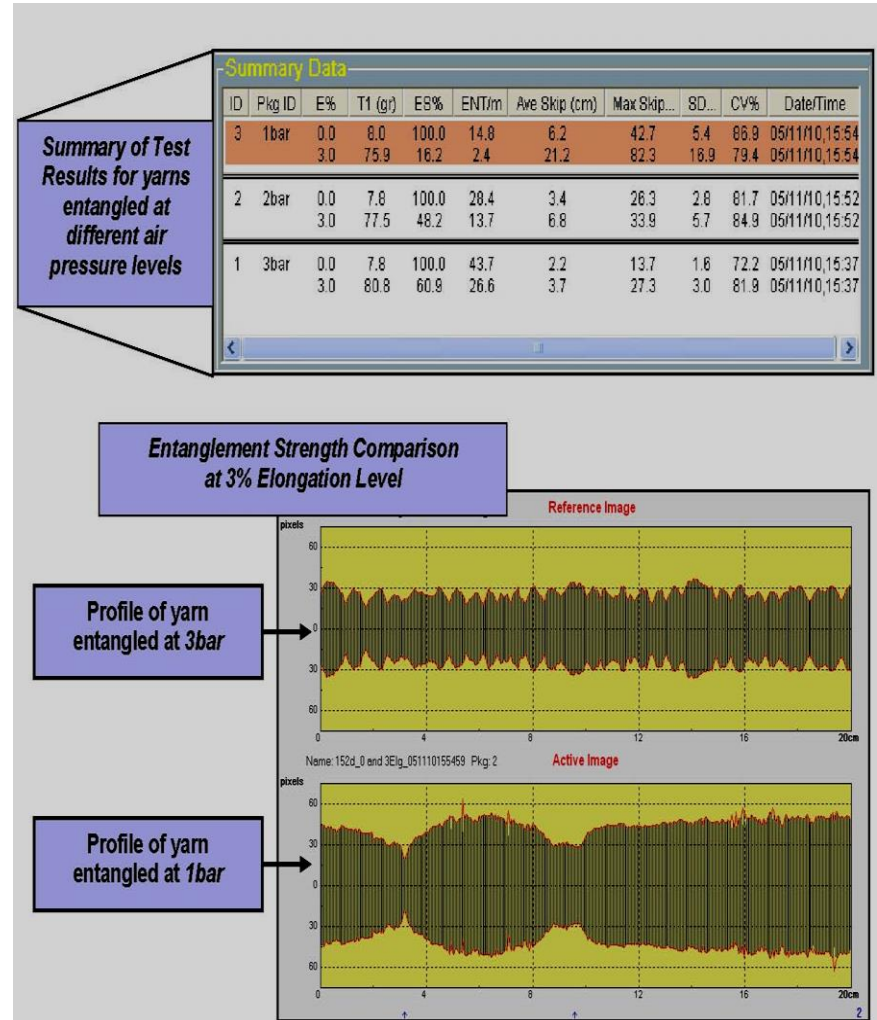 Summary Data
ID Pkg ID E% T1 (gr) ES% ENT/m Ave Skip (cm) Max Skip... SD... CV% Date/Time
3 1bar 0.0 8.0 100.0 14.8 6.2 42.7 5.4 86.9 05/11/10,15:54
3.0 75.9 16.2 2.4 21.2 82.3 16.9 79.4 05/11/10,15:54
2 2bar 0.0 7.8 100.0 28.4 3.4 26.3 2.8 81.7 05/11/10,15:52
3.0 77.5 48.2 13.7 6.8 33.9 5.7 84.9 05/11/10,15:52
1 3bar 0.0 7.8 100.0 43.7 2.2 13.7 1.6 72.2 05/11/10,15:37
3.0 80.8 60.9 26.6 3.7 27.3 3.0 81.9 05/11/10,15:37
Summary of Test
Results for yarns
entangled at
different air
pressure levels
Entanglement Strength Comparison
at 3% Elongation Level
Reference Image
pixels
60
30
0
30
60
0 4 8 12 16 20cm
Profile of yarn
entangled at 3bar
Name: 152d_0 and 3Elg_051110155459 Pkg: 2 Active Image
pixels
60
30
0
30
60
0 4 8 12 16 20cm
2
Profile of yarn
entangled at 1bar